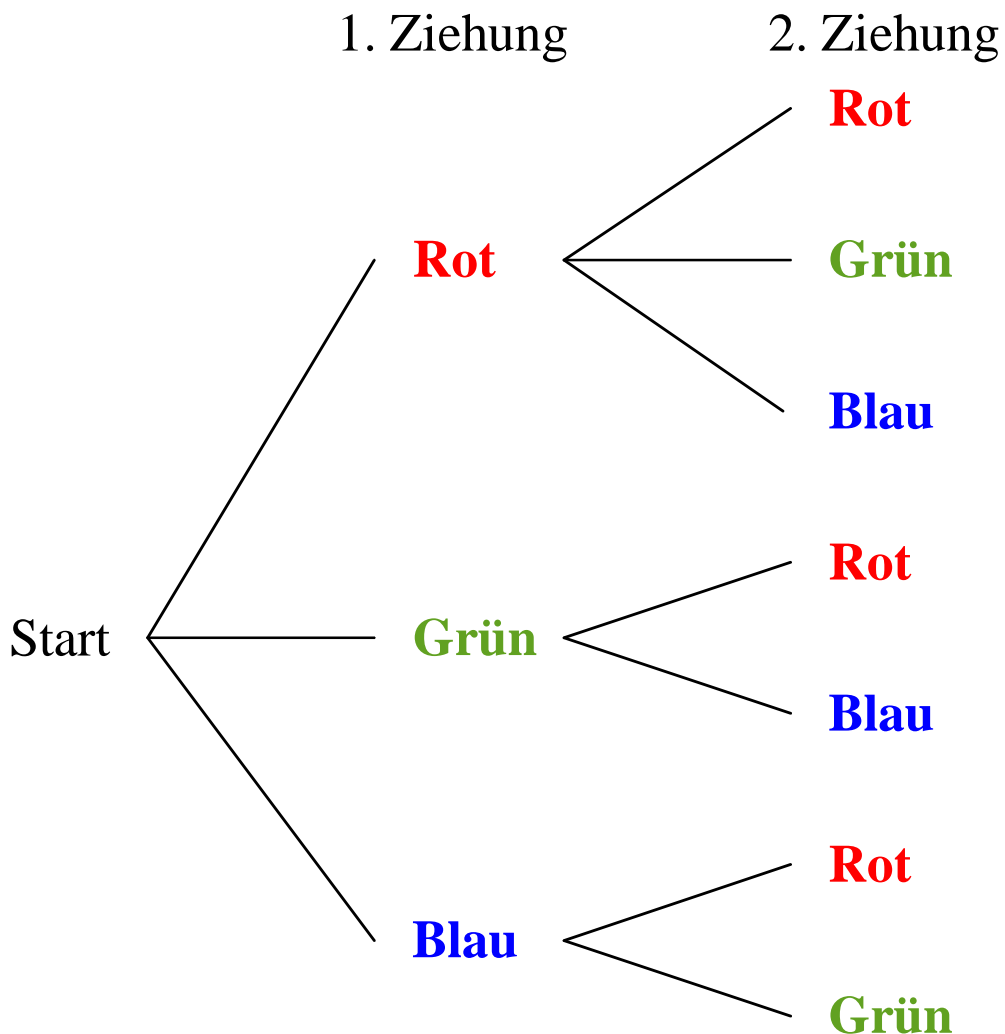 1. Ziehung 2. Ziehung
Rot
Rot
Grün
Blau
Rot
Start
Grün
Blau
Rot
Blau
Grün